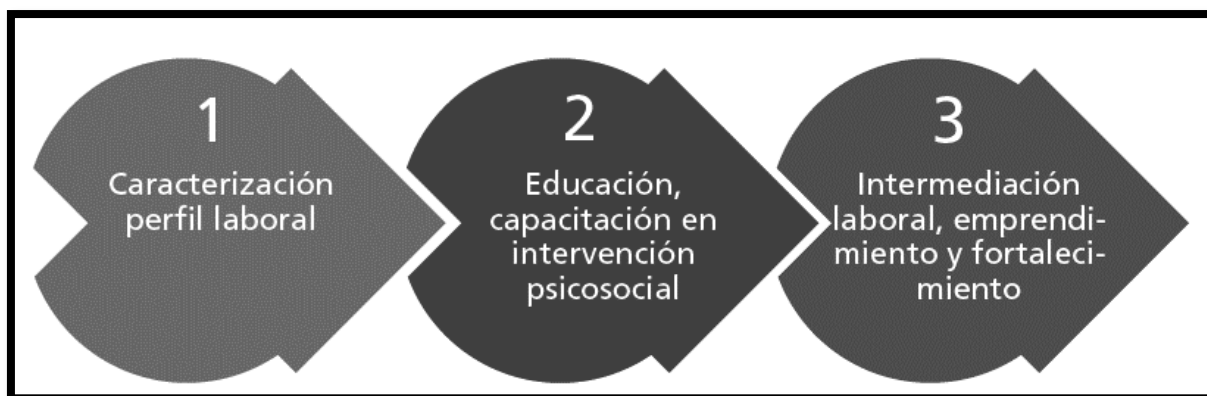 1
Caracterización
perfil laboral
2
Educación,
capacitación en
intervención
psicosocial
3
Intermediación
laboral, emprendi-
miento y fortaleci-
miento